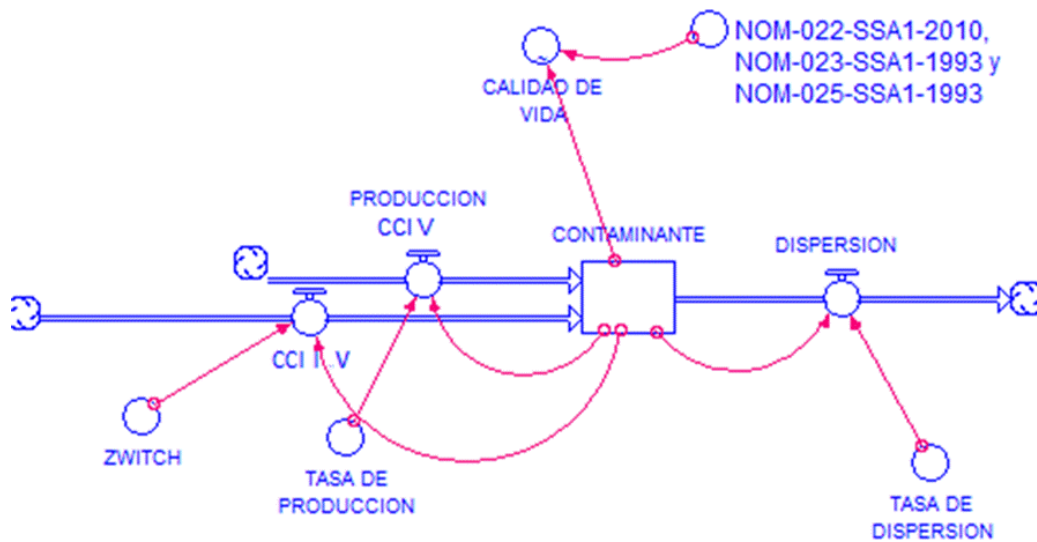 NOM-022-SSA1-2010,
NOM-023-SSA1-1993 y
NOM-025-SSA1-1993
CALIDAD DE
VIDA
PRODUCCION
CCI V
CONTAMINANTE
DISPERSION
CCI I...V
ZWITCH
TASA DE
PRODUCCION
TASA DE
DISPERSION